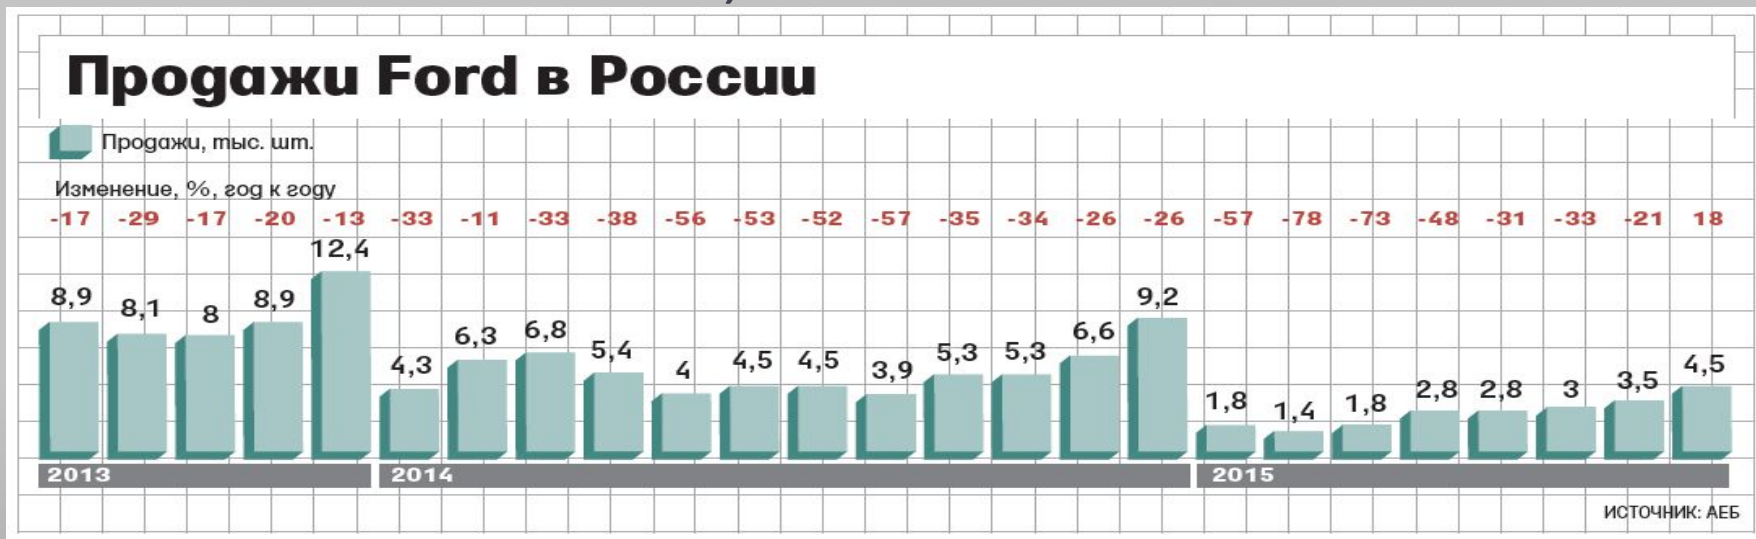 Продажи Ford в России
Продажи, тыс. шт.
Изменение, %, год к году
-17 -29 -17 -20 -13 -33 -11 -33 -38 -56 -53 -52 -57 -35 -34 -26 -26 -57 -78 -73 -48 -31 -33 -21 18
8,9 8,1 8 8,9 12,4 4,3 6,3 6,8 5,4 4 4,5 4,5 3,9 5,3 5,3 6,6 9,2 1,8 1,4 1,8 2,8 2,8 3 3,5 4,5
2013 2014 2015
ИСТОЧНИК: АЕБ